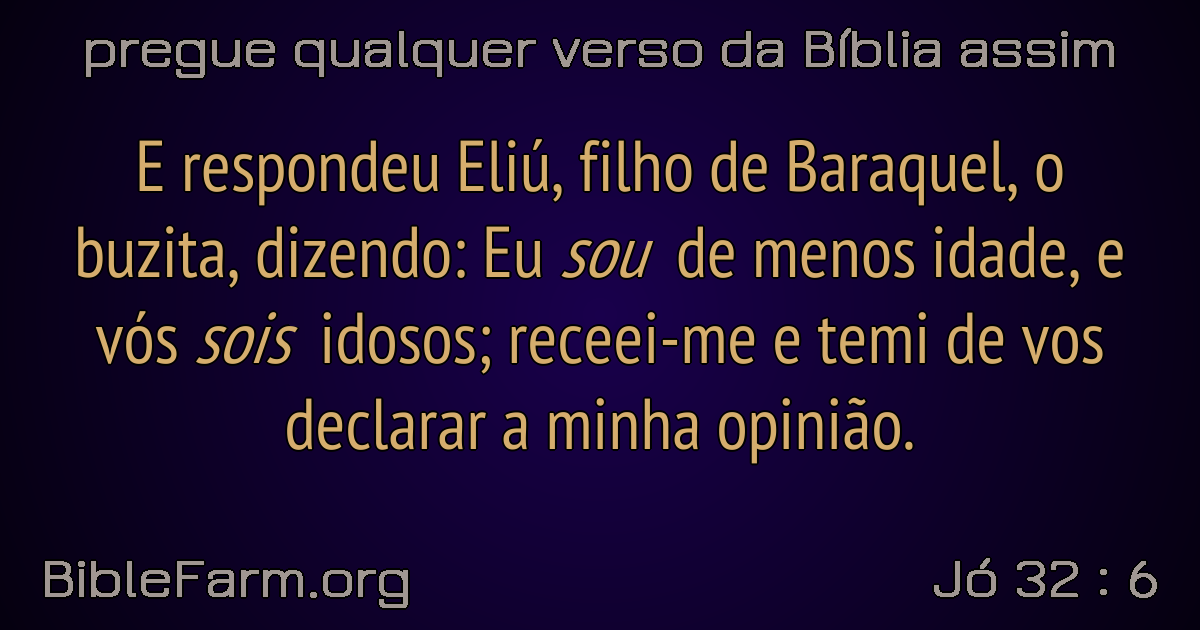 pregue qualquer verso da Bíblia assim
E respondeu Eliú, filho de Baraquel, o
buzita, dizendo: Eu sou de menos idade, e
vós sois idosos; receei-me e temi de vos
declarar a minha opinião.
BibleFarm.org
Jó 32 : 6